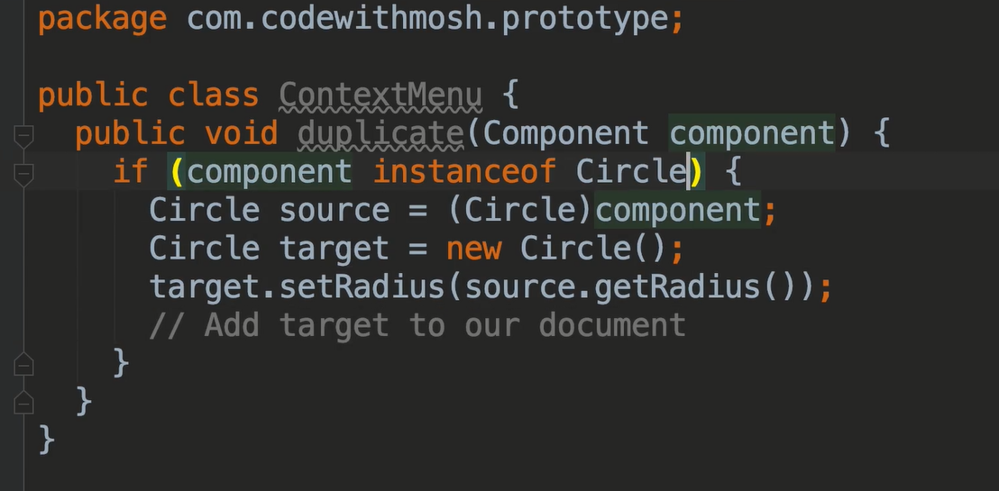 package com.codewithmosh.prototype;
public class ContextMenu {
public void duplicate(Component component) {
if (component instanceof Circle) {
Circle source = (Circle)component;
Circle target = new Circle();
target.setRadius(source.getRadius());
// Add target to our document
}
}
}